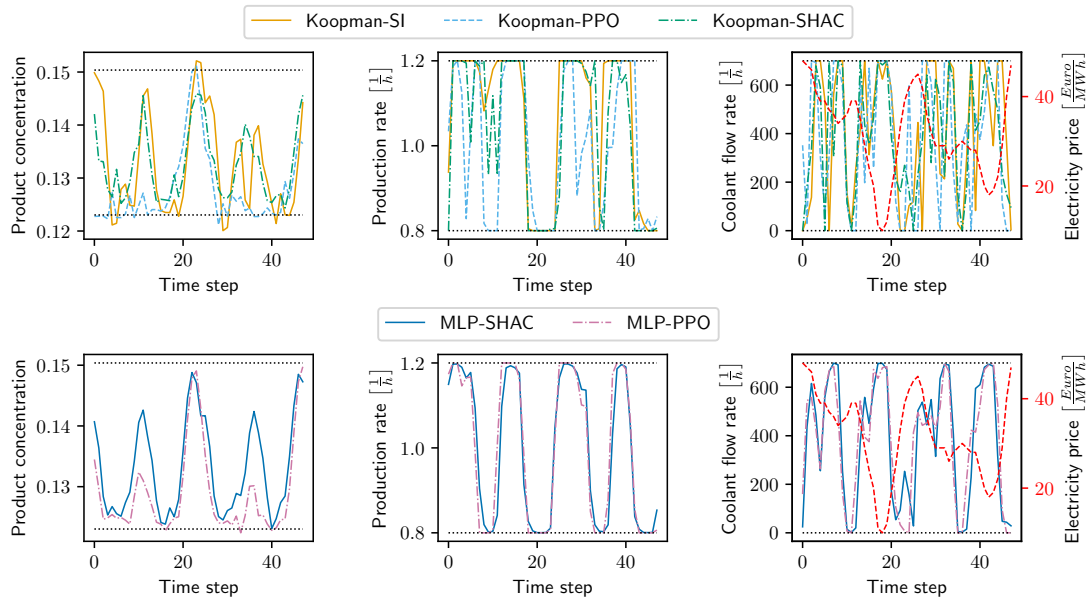 Koopman-SI Koopman-PPO Koopman-SHAC
Product concentration
0.15
0.14
0.13
0.12
0 20 40
Time step
Production rate [1/h]
1.2
1.0
0.8
0 20 40
Time step
Coolant flow rate [1/h]
600
400
200
0
0 20 40
Time step
40
20
Electricity price [Euro/MWh]
MLP-SHAC MLP-PPO
Product concentration
0.15
0.14
0.13
0 20 40
Time step
Production rate [1/h]
1.2
1.0
0.8
0 20 40
Time step
Coolant flow rate [1/h]
600
400
200
0
0 20 40
Time step
40
20
Electricity price [Euro/MWh]